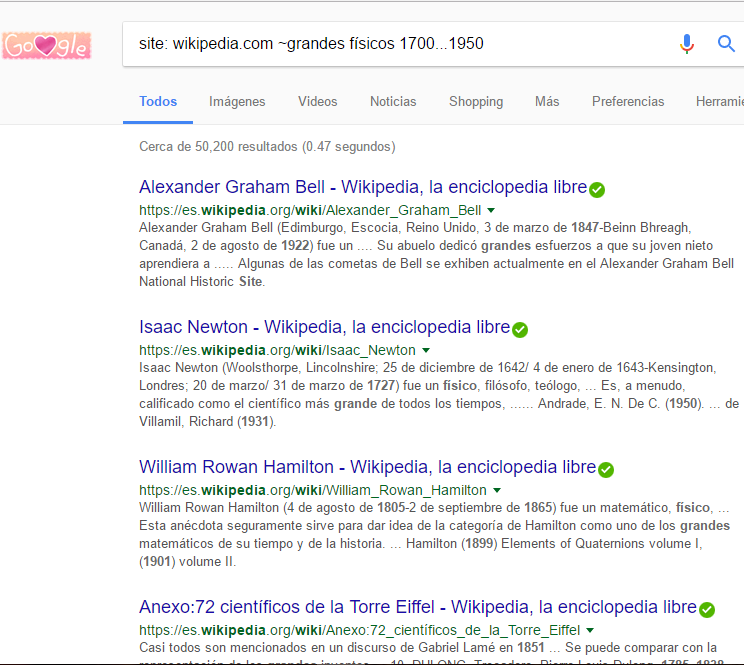 Google
site: wikipedia.com ~grandes físicos 1700...1950
Todos Imágenes Videos Noticias Shopping Más Preferencias Herramie
Cerca de 50,200 resultados (0.47 segundos)
Alexander Graham Bell - Wikipedia, la enciclopedia libre
https://es.wikipedia.org/wiki/Alexander_Graham_Bell
Alexander Graham Bell (Edimburgo, Escocia, Reino Unido, 3 de marzo de 1847-Beinn Bhreagh,
Canadá, 2 de agosto de 1922) fue un .... Su abuelo dedicó grandes esfuerzos a que su joven nieto
aprendiera a ..... Algunas de las cometas de Bell se exhiben actualmente en el Alexander Graham Bell
National Historic Site.
Isaac Newton - Wikipedia, la enciclopedia libre
https://es.wikipedia.org/wiki/Isaac_Newton
Isaac Newton (Woolsthorpe, Lincolnshire; 25 de diciembre de 1642/ 4 de enero de 1643-Kensington,
Londres; 20 de marzo/ 31 de marzo de 1727) fue un físico, filósofo, teólogo, ... Es, a menudo,
calificado como el científico más grande de todos los tiempos, ...... Andrade, E. N. De C. (1950). ... de
Villamil, Richard (1931).
William Rowan Hamilton - Wikipedia, la enciclopedia libre
https://es.wikipedia.org/wiki/William_Rowan_Hamilton
William Rowan Hamilton (4 de agosto de 1805-2 de septiembre de 1865) fue un matemático, físico, ...
Esta anécdota seguramente sirve para dar idea de la categoría de Hamilton como uno de los grandes
matemáticos de su tiempo y de la historia. ... Hamilton (1899) Elements of Quaternions volume I,
(1901) volume II.
Anexo:72 científicos de la Torre Eiffel - Wikipedia, la enciclopedia libre
https://es.wikipedia.org/wiki/Anexo:72_científicos_de_la_Torre_Eiffel
Casi todos son mencionados en un discurso de Gabriel Lamé en 1851 ... Se puede comparar con la